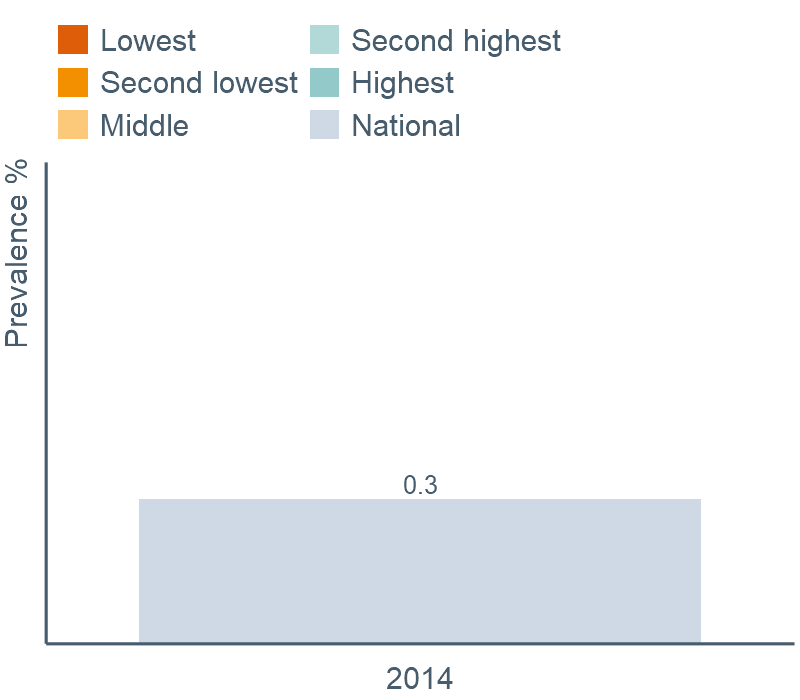 Lowest
Second lowest
Middle
Second highest
Highest
National
Prevalence %
0.3
2014